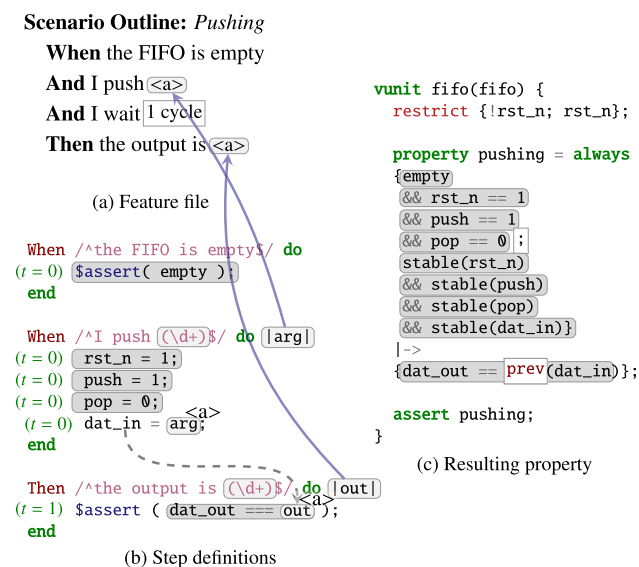 Scenario Outline: Pushing
When the FIFO is empty
And I push <a>
And I wait 1 cycle
Then the output is <a>
(a) Feature file
When /^the FIFO is empty$/ do
(t = 0) $assert( empty );
end
When /^I push (\d+)$/ do |arg|
(t = 0) rst_n = 1;
(t = 0) push = 1;
(t = 0) pop = 0;
<a>
(t = 0) dat_in = arg;
end
Then /^the output is (\d+)$/ do |out|
<a>
(t = 1) $assert ( dat_out === out );
end
(b) Step definitions
vunit fifo(fifo) {
restrict {!rst_n; rst_n};
property pushing = always
{empty
&& rst_n == 1
&& push == 1
&& pop == 0 ;
stable(rst_n)
&& stable(push)
&& stable(pop)
&& stable(dat_in)}
|->
{dat_out == prev(dat_in)};
assert pushing;
}
(c) Resulting property